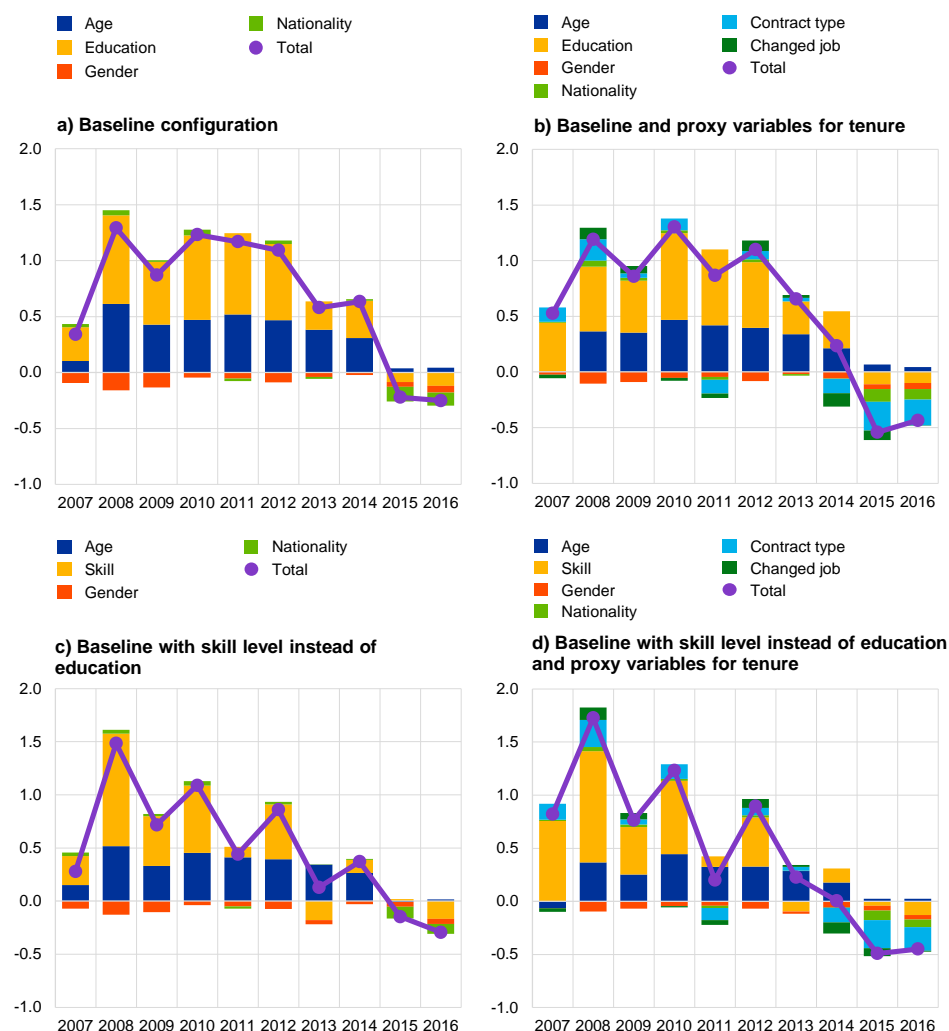 Age
Education
Gender
Nationality
Total
Age
Education
Gender
Nationality
Contract type
Changed job
Total
a) Baseline configuration
b) Baseline and proxy variables for tenure
2.0
1.5
1.0
0.5
0.0
-0.5
-1.0
2007 2008 2009 2010 2011 2012 2013 2014 2015 2016
2.0
1.5
1.0
0.5
0.0
-0.5
-1.0
2007 2008 2009 2010 2011 2012 2013 2014 2015 2016
Age
Skill
Gender
Nationality
Total
Age
Skill
Gender
Nationality
Contract type
Changed job
Total
c) Baseline with skill level instead of
education
d) Baseline with skill level instead of education
and proxy variables for tenure
2.0
1.5
1.0
0.5
0.0
-0.5
-1.0
2007 2008 2009 2010 2011 2012 2013 2014 2015 2016
2.0
1.5
1.0
0.5
0.0
-0.5
-1.0
2007 2008 2009 2010 2011 2012 2013 2014 2015 2016